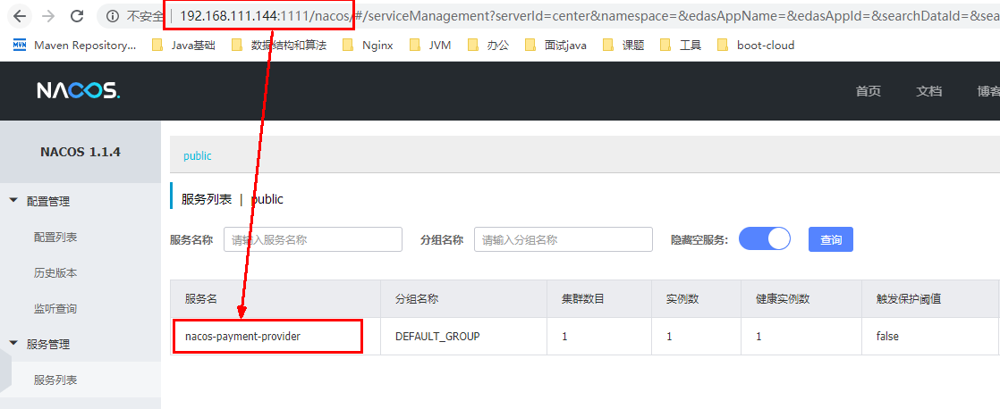 不安全 | 192.168.111.144:1111/nacos/#/serviceManagement?serverId=center&namespace=&edasAppName=&edasAppId=&searchDataId=&sea
Maven Repository... Java基础 数据结构和算法 Nginx JVM 办公 面试java 课题 工具 boot-cloud
NACOS. 首页 文档 博客
NACOS 1.1.4
public
配置管理
服务列表 | public
配置列表
服务名称 请输入服务名称 分组名称 请输入分组名称 隐藏空服务: 查询
历史版本
监听查询
服务名 分组名称 集群数目 实例数 健康实例数 触发保护阈值
服务管理
nacos-payment-provider DEFAULT_GROUP 1 1 1 false
服务列表